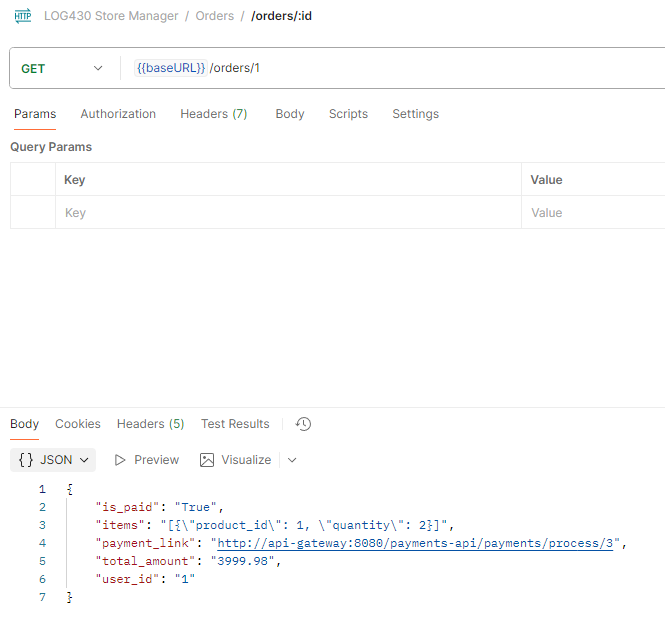 HTTP LOG430 Store Manager / Orders / /orders/:id
GET {{baseURL}} /orders/1
Params Authorization Headers (7) Body Scripts Settings
Query Params
Key Value
Key Value
Body Cookies Headers (5) Test Results
{} JSON Preview Visualize
1 {
2 "is_paid": "True",
3 "items": "[{\"product_id\": 1, \"quantity\": 2}]",
4 "payment_link": "http://api-gateway:8080/payments-api/payments/process/3",
5 "total_amount": "3999.98",
6 "user_id": "1"
7 }